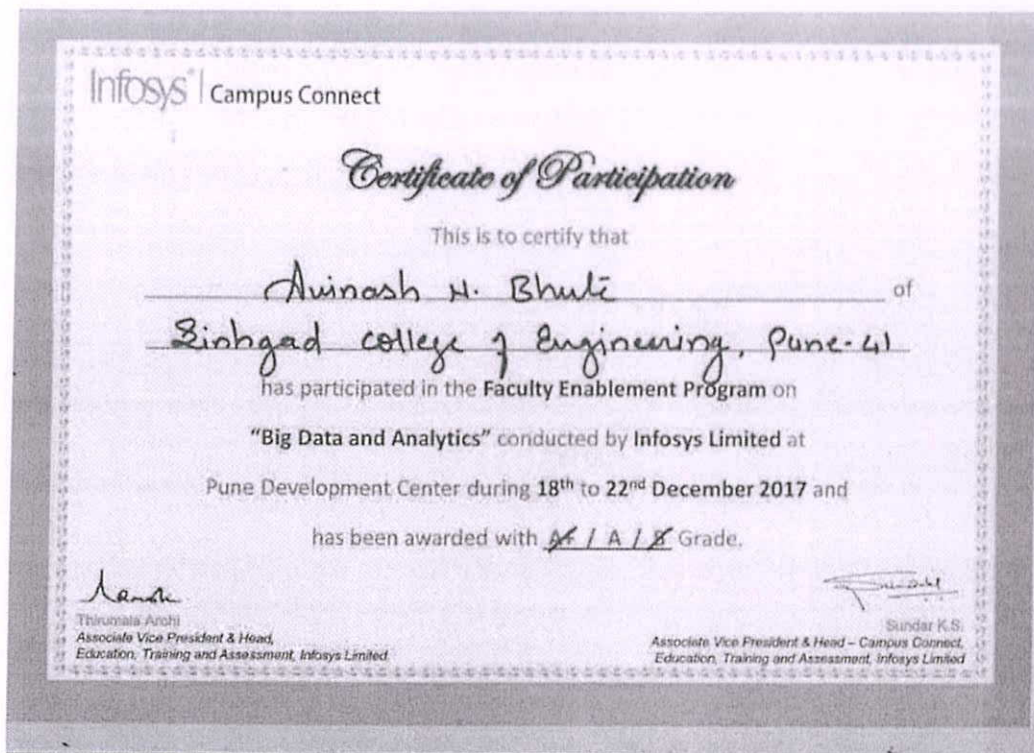 Infosys® | Campus Connect
Certificate of Participation
This is to certify that
Avinash H. Bhute of
Sinhgad college of Engineering, Pune-41
has participated in the Faculty Enablement Program on
"Big Data and Analytics" conducted by Infosys Limited at
Pune Development Center during 18th to 22nd December 2017 and
has been awarded with A+ / A / B Grade.
Thirumala Arohi
Associate Vice President & Head,
Education, Training and Assessment, Infosys Limited
Sundar K.S.
Associate Vice President & Head – Campus Connect,
Education, Training and Assessment, Infosys Limited